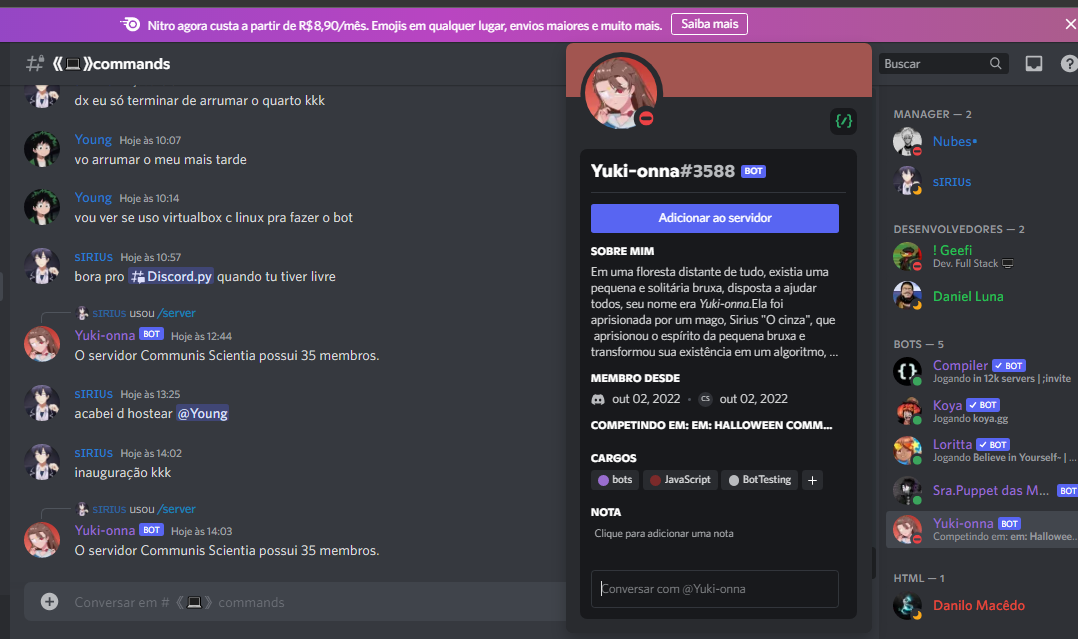 Nitro agora custa a partir de R$8,90/mês. Emojis em qualquer lugar, envios maiores e muito mais.
Saiba mais
《💻》commands
dx eu só terminar de arrumar o quarto kkk
Young Hoje às 10:07
vo arrumar o meu mais tarde
Young Hoje às 10:14
vou ver se uso virtualbox c linux pra fazer o bot
sIRIUs Hoje às 10:57
bora pro Discord.py quando tu tiver livre
sIRIUs usou /server
Yuki-onna BOT Hoje às 12:44
O servidor Communis Scientia possui 35 membros.
sIRIUs Hoje às 13:25
acabei d hostear @Young
sIRIUs Hoje às 14:02
inauguração kkk
sIRIUs usou /server
Yuki-onna BOT Hoje às 14:03
O servidor Communis Scientia possui 35 membros.
Conversar em # 《💻》 commands
{/}
Yuki-onna#3588 BOT
Adicionar ao servidor
SOBRE MIM
Em uma floresta distante de tudo, existia uma
pequena e solitária bruxa, disposta a ajudar
todos, seu nome era Yuki-onna.Ela foi
aprisionada por um mago, Sirius "O cinza", que
aprisionou o espírito da pequena bruxa e
transformou sua existência em um algoritmo, ...
MEMBRO DESDE
out 02, 2022 • CS out 02, 2022
COMPETINDO EM: EM: HALLOWEEN COMM...
CARGOS
bots JavaScript BotTesting +
NOTA
Clique para adicionar uma nota
Conversar com @Yuki-onna
Buscar
MANAGER — 2
Nubes•
sIRIUs
DESENVOLVEDORES — 2
! Geefi
Dev. Full Stack 💻
Daniel Luna
BOTS — 5
Compiler ✓ BOT
Jogando in 12k servers | ;invite
Koya ✓ BOT
Jogando koya.gg
Loritta ✓ BOT
Jogando Believe in Yourself- | ...
Sra.Puppet das M... BOT
Yuki-onna BOT
Competindo em: em: Hallowee...
HTML — 1
Danilo Macêdo